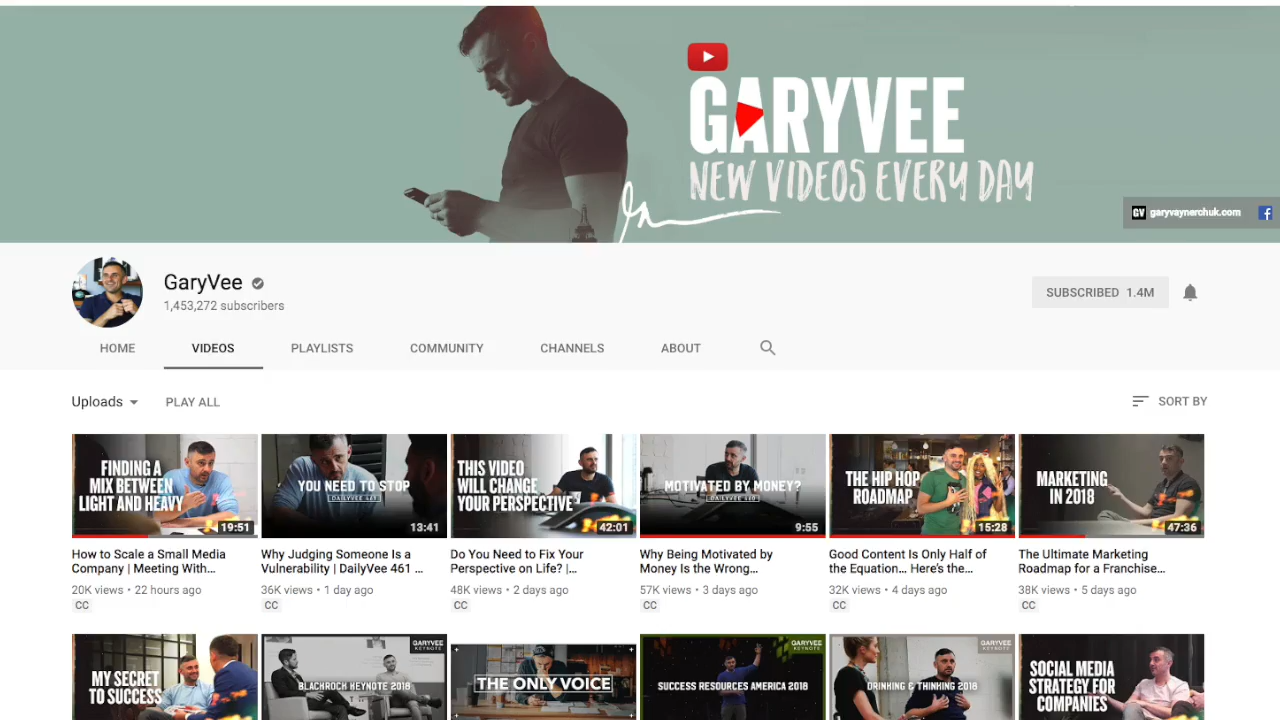 GARYVEE
NEW VIDEOS EVERY DAY
GV garyvaynerchuk.com f
GaryVee
1,453,272 subscribers
SUBSCRIBED 1.4M
HOME VIDEOS PLAYLISTS COMMUNITY CHANNELS ABOUT
Uploads PLAY ALL SORT BY
FINDING A
MIX BETWEEN
LIGHT AND HEAVY
19:51
YOU NEED TO STOP
DAILYVEE 461
13:41
THIS VIDEO
WILL CHANGE
YOUR PERSPECTIVE
42:01
MOTIVATED BY MONEY?
DAILYVEE 460
9:55
THE HIP HOP
ROADMAP
15:28
MARKETING
IN 2018
47:36
How to Scale a Small Media
Company | Meeting With...
20K views • 22 hours ago
CC
Why Judging Someone Is a
Vulnerability | DailyVee 461 ...
36K views • 1 day ago
CC
Do You Need to Fix Your
Perspective on Life? |...
48K views • 2 days ago
CC
Why Being Motivated by
Money Is the Wrong...
57K views • 3 days ago
CC
Good Content Is Only Half of
the Equation... Here's the...
32K views • 4 days ago
CC
The Ultimate Marketing
Roadmap for a Franchise...
38K views • 5 days ago
CC
MY SECRET
TO SUCCESS
GARYVEE
KEYNOTE
BLACKROCK KEYNOTE 2018
THE ONLY VOICE
GARYVEE
KEYNOTE
SUCCESS RESOURCES AMERICA 2018
GARYVEE
KEYNOTE
DRINKING & THINKING 2018
SOCIAL MEDIA
STRATEGY FOR
COMPANIES